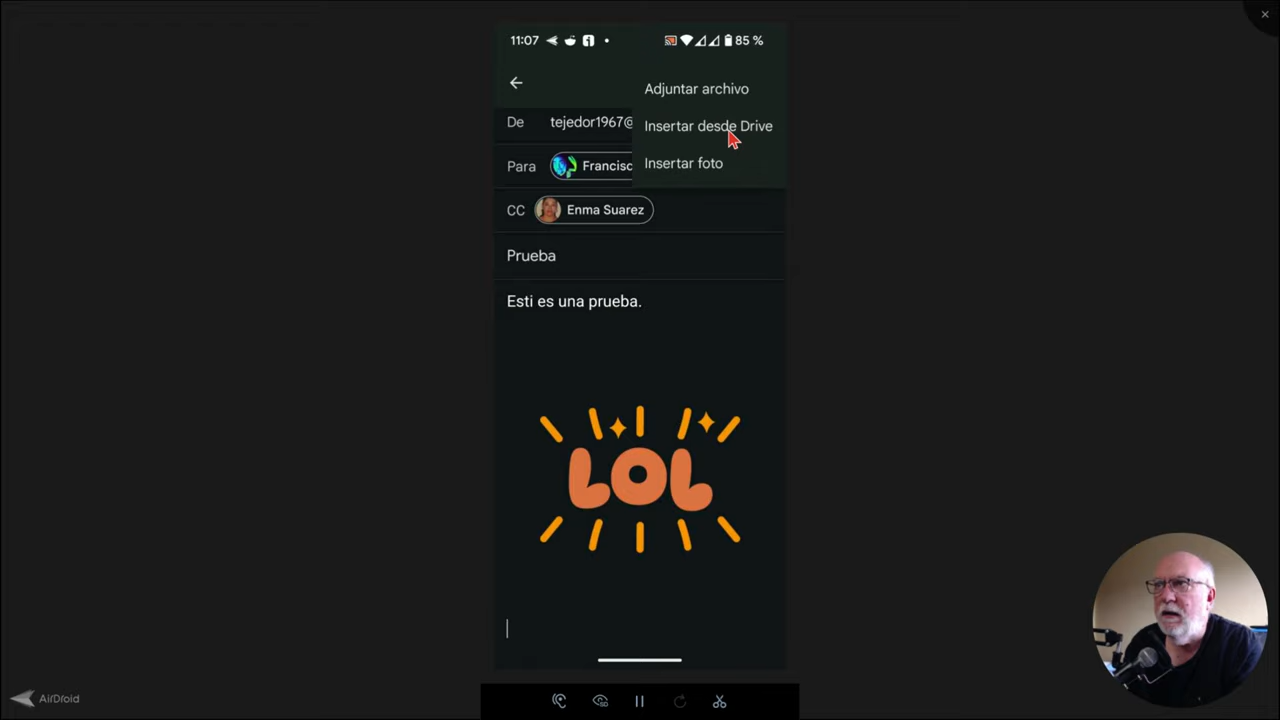 11:07
85 %
Adjuntar archivo
De tejedor1967@
Insertar desde Drive
Para Francisc
Insertar foto
CC Enma Suarez
Prueba
Esti es una prueba.
LOL
AirDroid